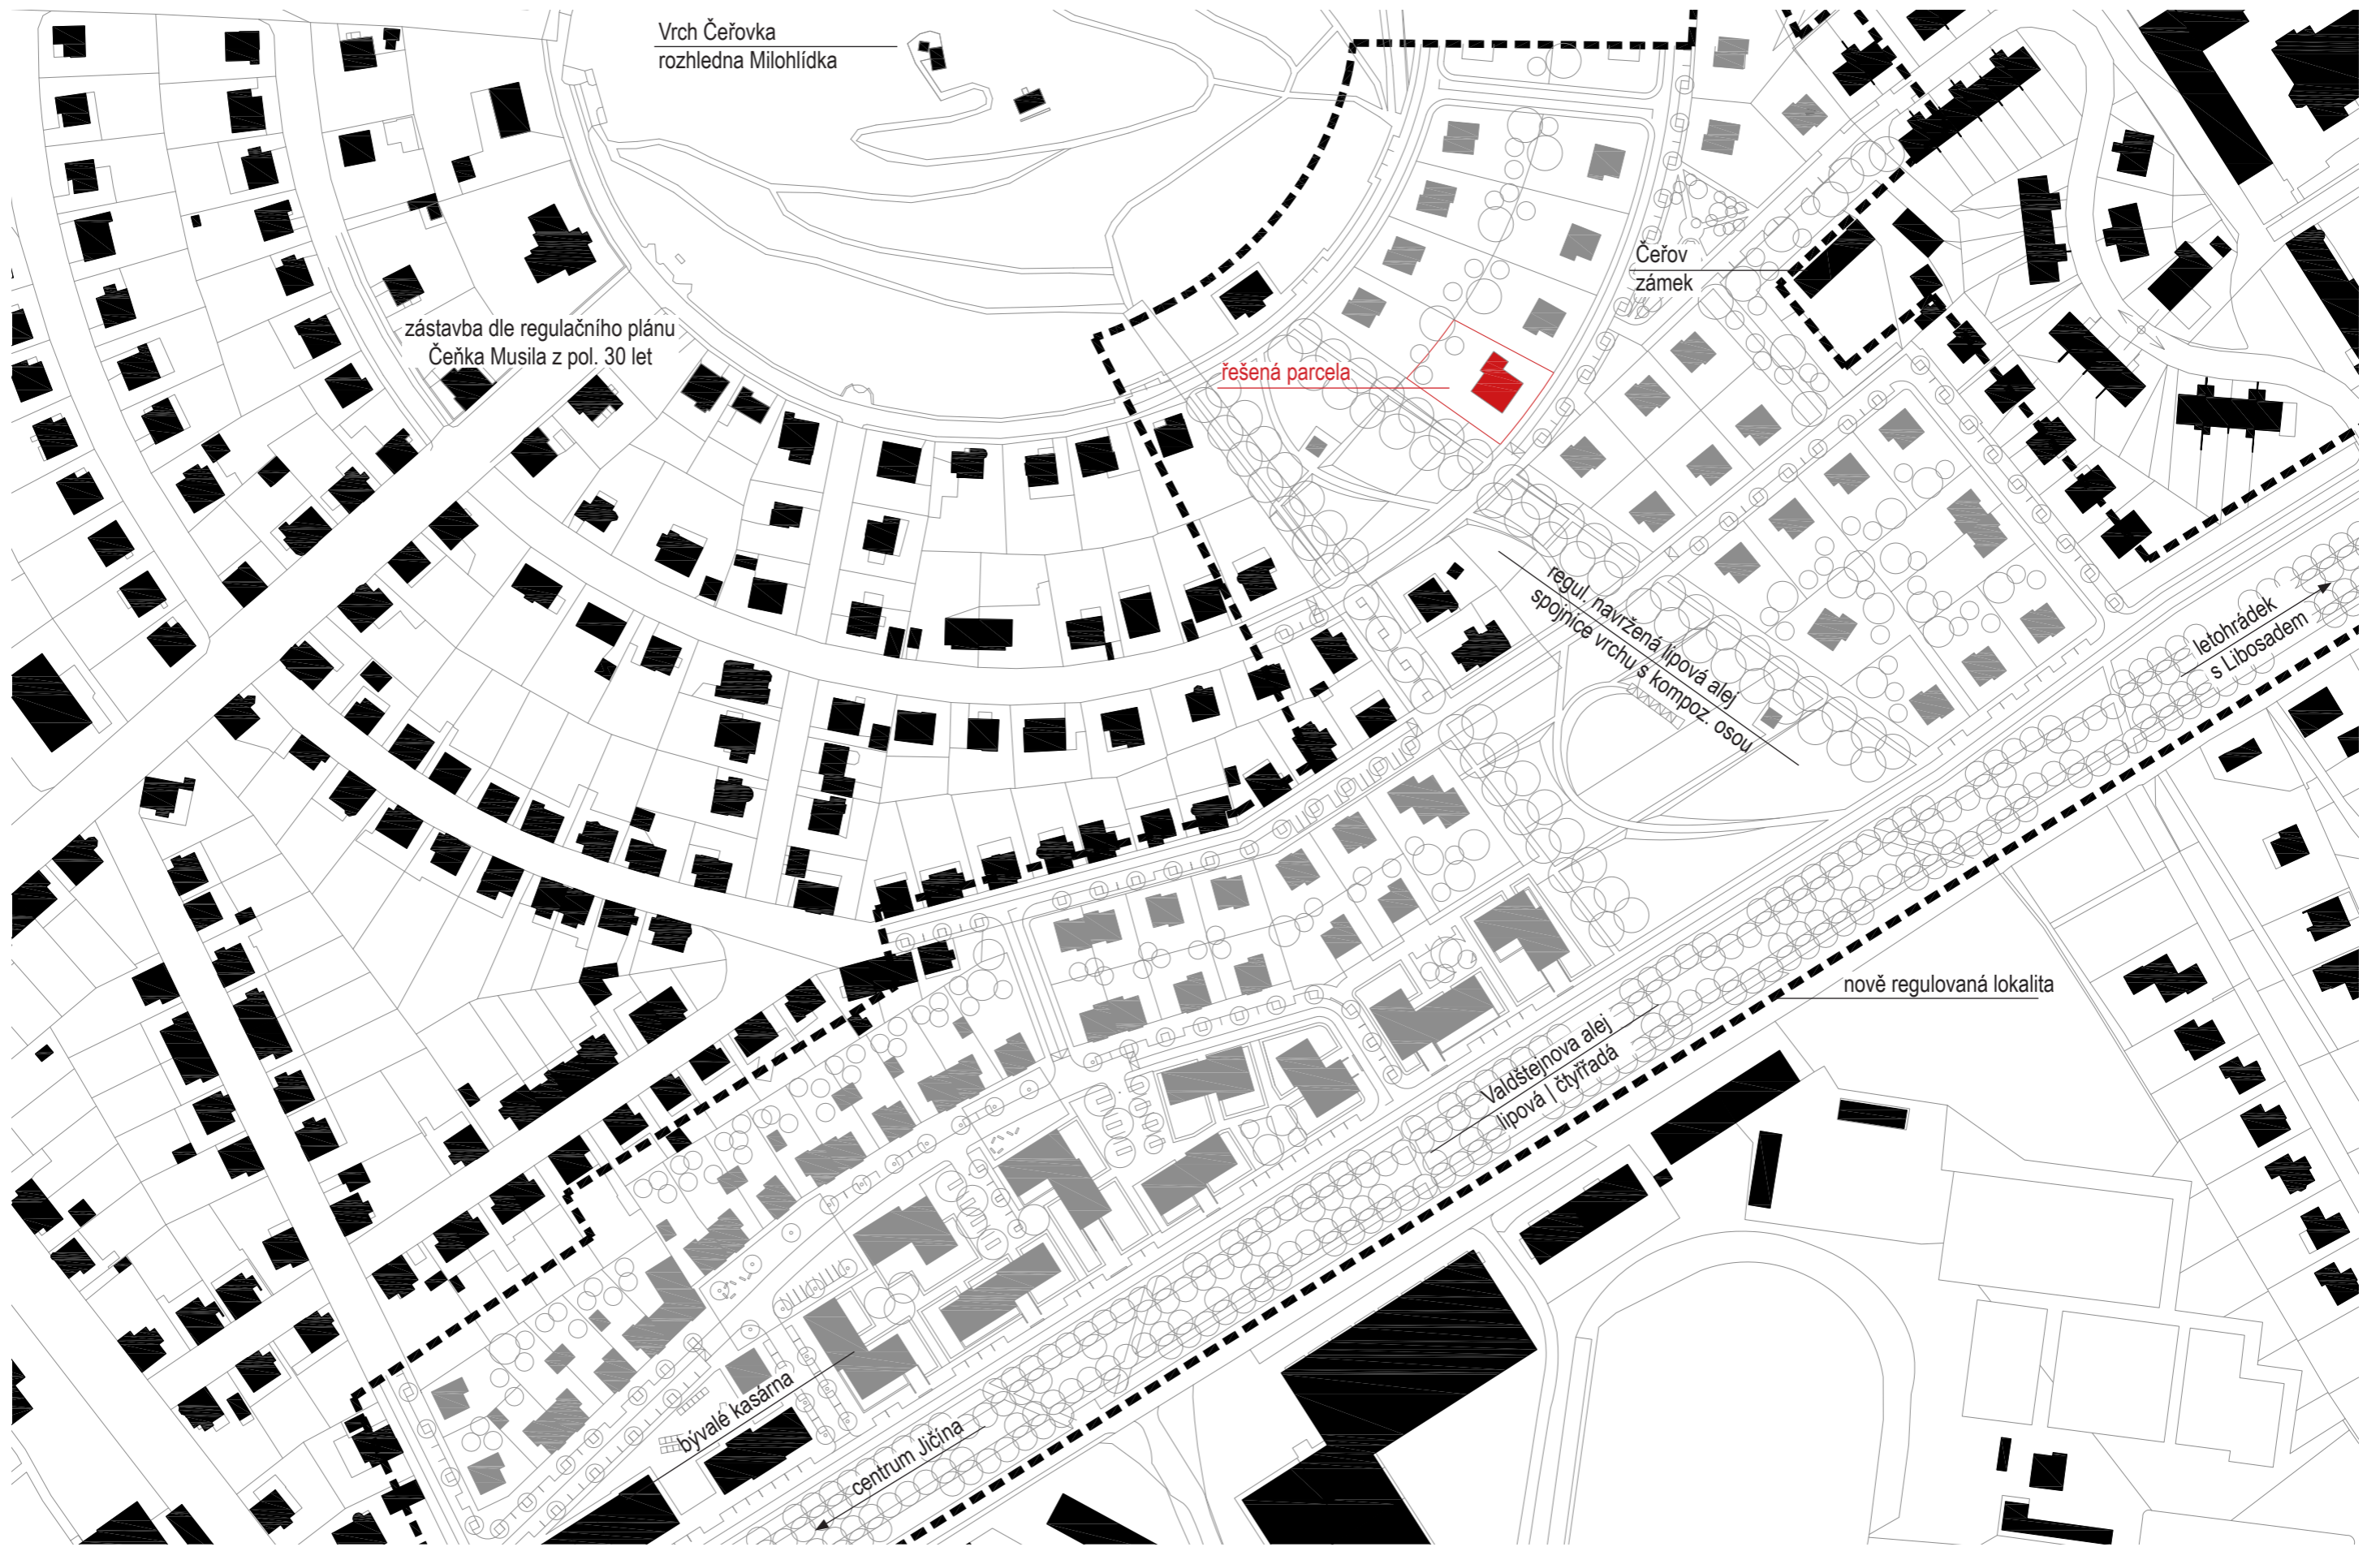 Vrch Čeřovka
rozhledna Milohlídka
Čeřov
zámek
zástavba dle regulačního plánu
Čeňka Musila z pol. 30 let
řešená parcela
regul. navržená lipová alej
spojnice vrchu s kompoz. osou
letohrádek
s Libosadem
nově regulovaná lokalita
Valdštejnova alej
lipová | čtyřřadá
bývalé kasárna
centrum Jičína